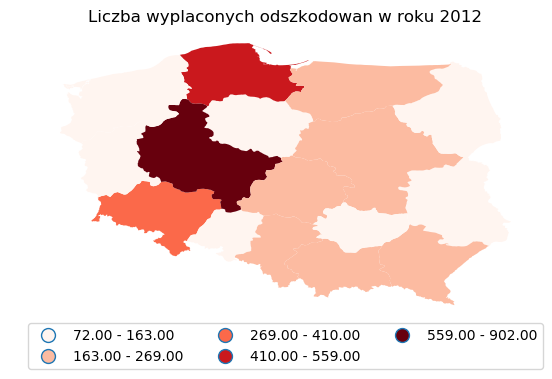 Liczba wyplaconych odszkodowan w roku 2012
72.00 - 163.00
163.00 - 269.00
269.00 - 410.00
410.00 - 559.00
559.00 - 902.00